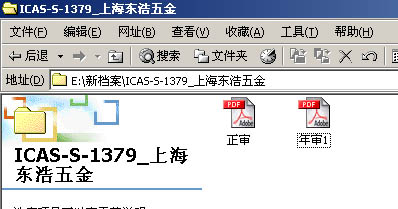 ICAS-S-1379_上海东浩五金
文件(F) 编辑(E) 网址(B) 查看(V) 收藏(A) 工具(T) 帮助(H)
后退 搜索 文件夹
地址(D) E:\新档案\ICAS-S-1379_上海东浩五金
PDF PDF
Adobe Adobe
正审 年审1
ICAS-S-1379_上海
东浩五金